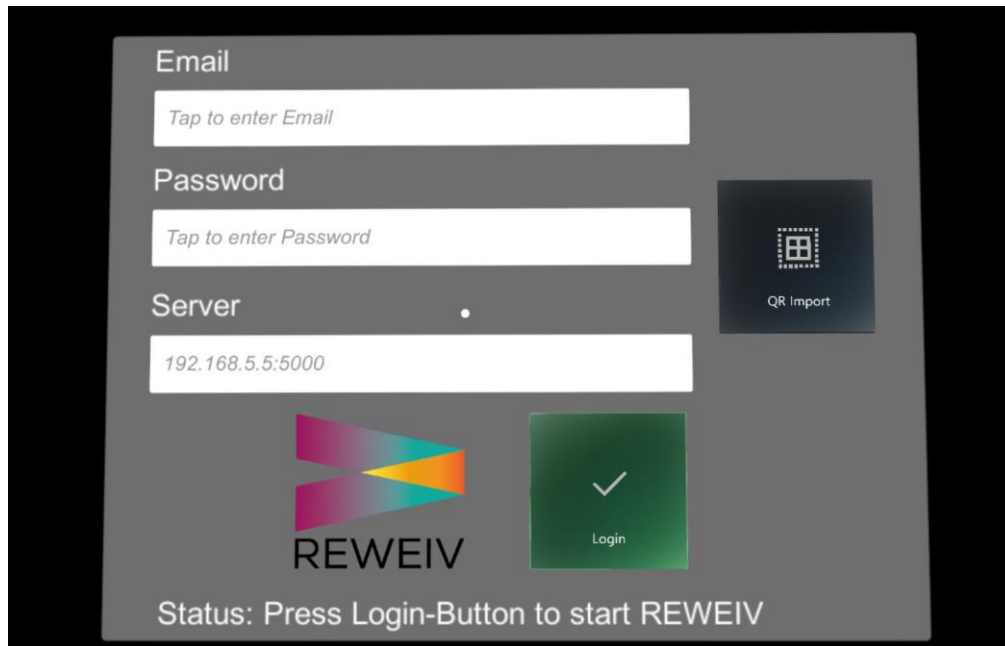 Email
Tap to enter Email
Password
Tap to enter Password
QR Import
Server
192.168.5.5:5000
Login
REWEIV
Status: Press Login-Button to start REWEIV